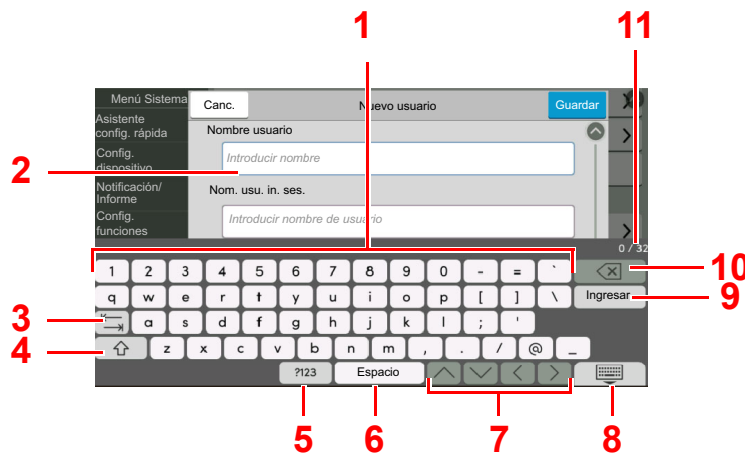 1 11
Menú Sistema Canc. Nuevo usuario Guardar
Asistente
config. rápida
Nombre usuario
Config.
dispositivo
Introducir nombre
2
Notificación/
Informe
Nom. usu. in. ses.
Config.
funciones
Introducir nombre de usuario
0 / 32
1 2 3 4 5 6 7 8 9 0 - = `
10
q w e r t y u i o p [ ] \ Ingresar
9
3
a s d f g h j k l ; '
4
z x c v b n m , . / @ _
?123 Espacio
5 6 7 8